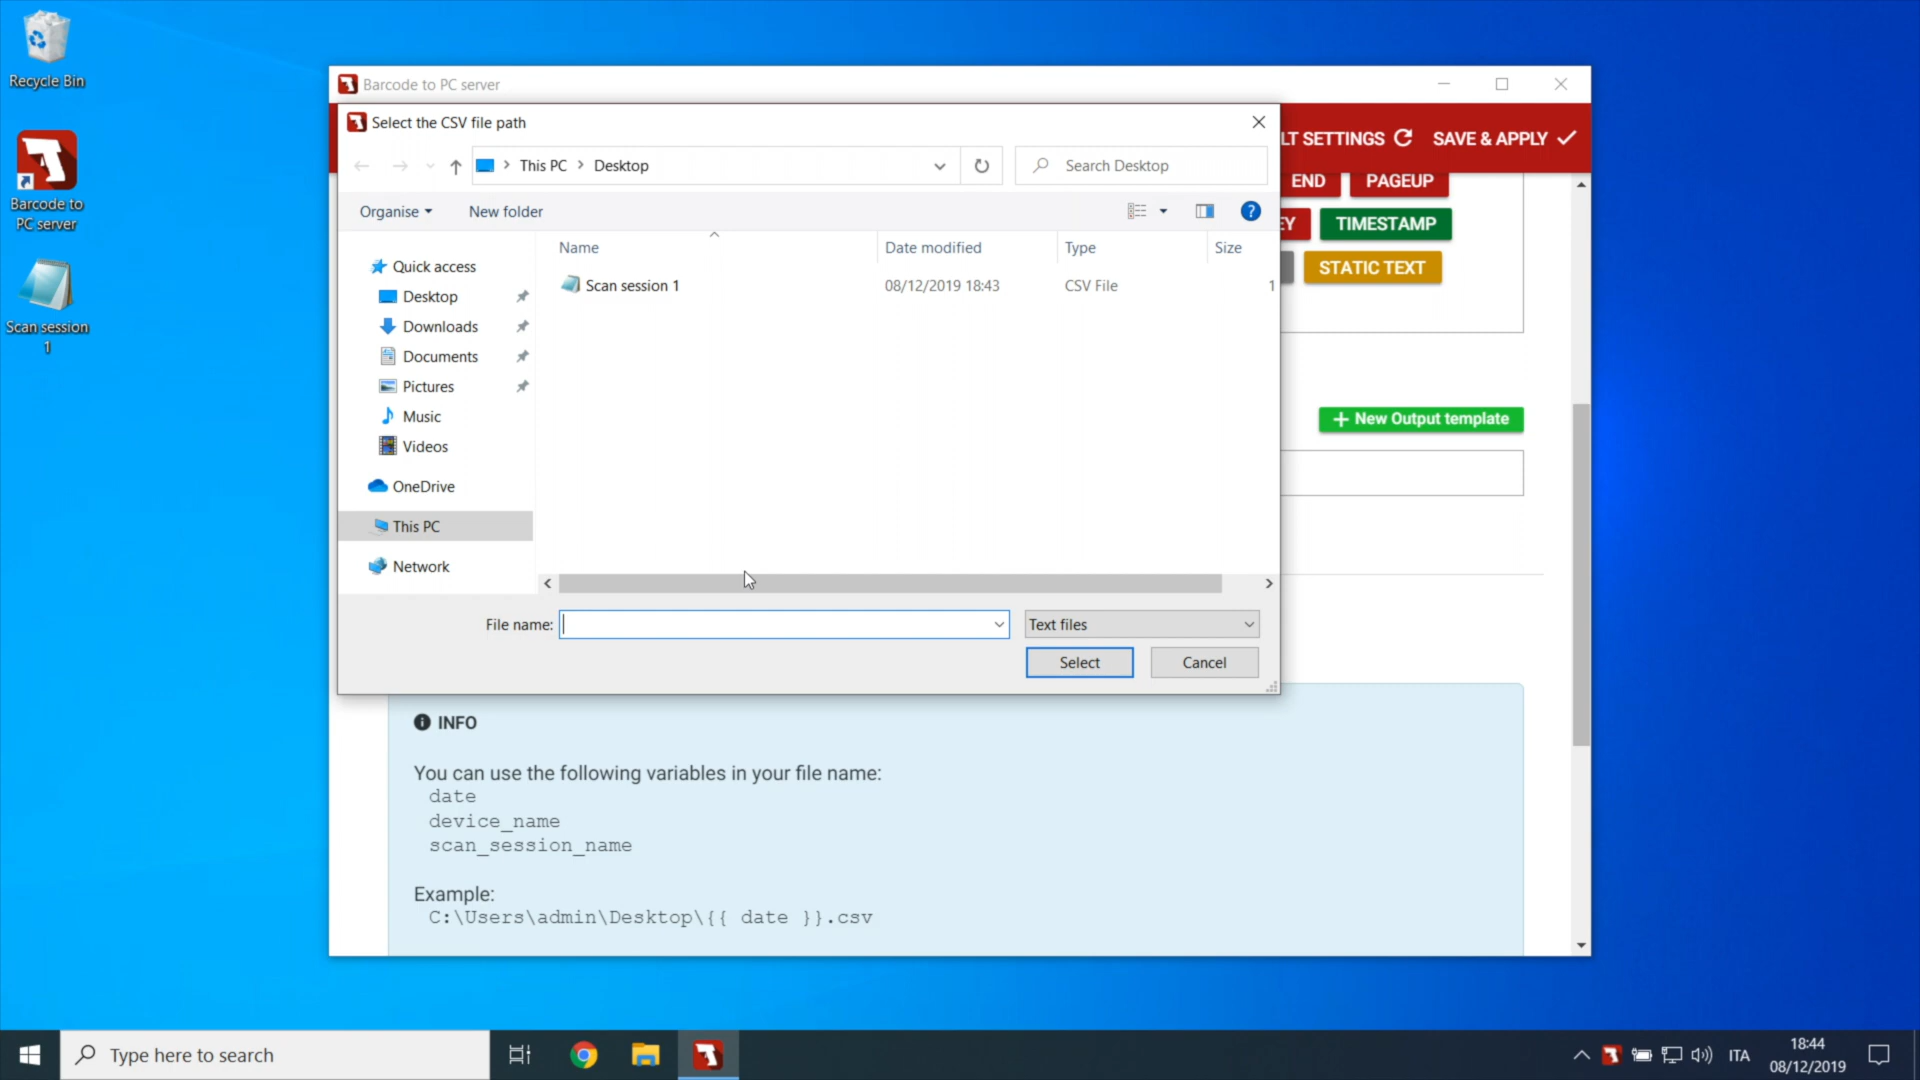 Recycle Bin
Barcode to
PC server
Scan session
1
Barcode to PC server
LT SETTINGS
SAVE & APPLY
Select the CSV file path
This PC
Desktop
Search Desktop
Organise
New folder
Name
Date modified
Type
Size
Scan session 1
08/12/2019 18:43
CSV File
1
Quick access
Desktop
Downloads
Documents
Pictures
Music
Videos
OneDrive
This PC
Network
File name:
Text files
Select
Cancel
END
PAGEUP
EY
TIMESTAMP
STATIC TEXT
+ New Output template
INFO
You can use the following variables in your file name:
date
device_name
scan_session_name
Example:
C:\Users\admin\Desktop\{{ date }}.csv
Type here to search
ITA
18:44
08/12/2019